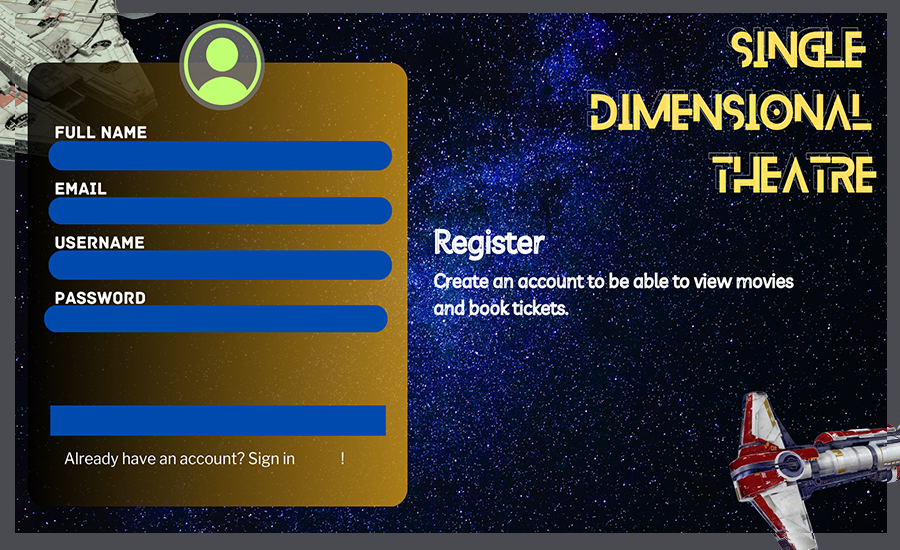 SINGLE
DIMENSIONAL
THEATRE
FULL NAME
EMAIL
USERNAME
PASSWORD
Already have an account? Sign in !
Register
Create an account to be able to view movies
and book tickets.